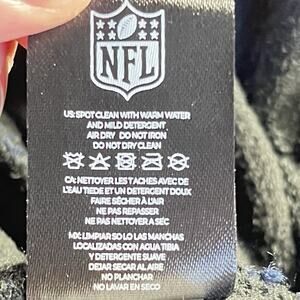 NFL
US: SPOT CLEAN WITH WARM WATER
AND MILD DETERGENT
AIR DRY DO NOT IRON
DO NOT DRY CLEAN
CA: NETTOYER LES TACHES AVEC DE
L'EAU TIEDE ET UN DETERGENT DOUX
FAIRE SÉCHER À L'AIR
NE PAS REPASSER
NE PAS NETTOYER A SEC
MX: LIMPIAR SOLO LAS MANCHAS
LOCALIZADAS CON AGUA TIBIA
Y DETERGENTE SUAVE
DEJAR SECAR AL AIRE
NO PLANCHAR
NO LAVAR EN SECO